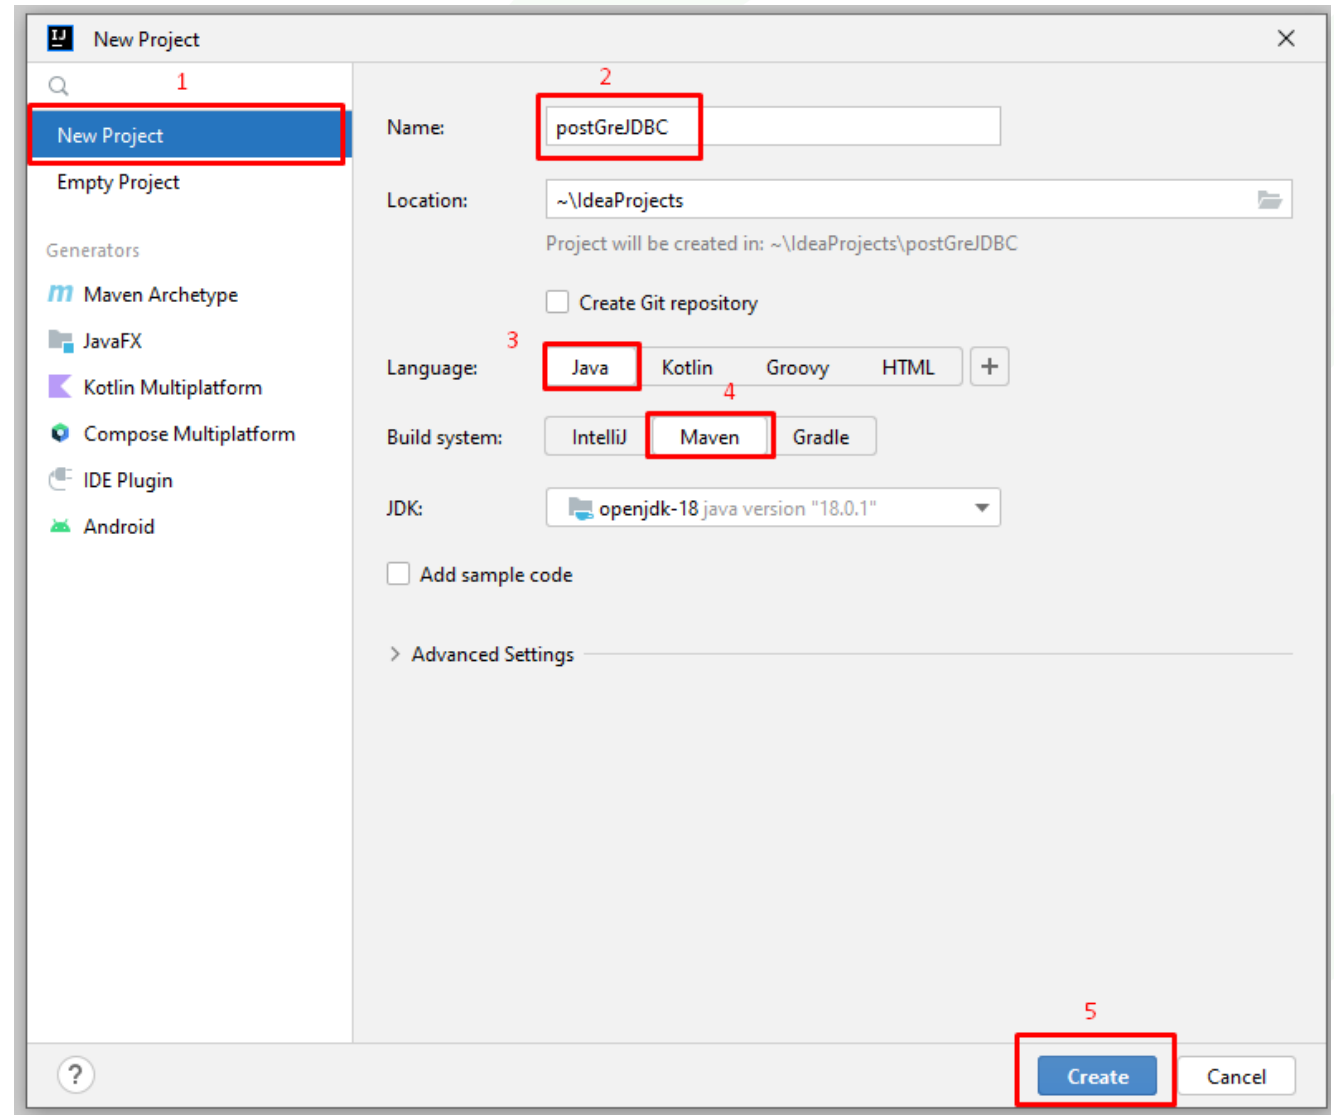 IJ New Project
1
2
New Project
Name: postGreJDBC
Empty Project
Location: ~\IdeaProjects
Project will be created in: ~\IdeaProjects\postGreJDBC
Generators
m Maven Archetype
Create Git repository
3
JavaFX
Language: Java Kotlin Groovy HTML +
4
Kotlin Multiplatform
Compose Multiplatform
Build system: IntelliJ Maven Gradle
IDE Plugin
JDK: openjdk-18 java version "18.0.1"
Android
Add sample code
Advanced Settings
5
? Create Cancel